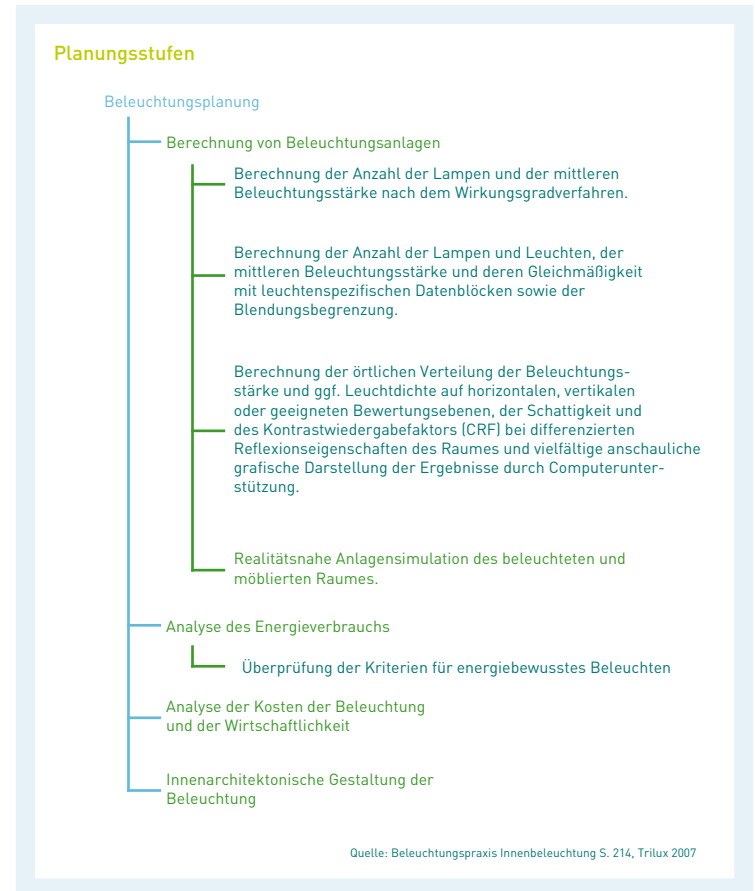 Planungsstufen
Beleuchtungsplanung
Berechnung von Beleuchtungsanlagen
Berechnung der Anzahl der Lampen und der mittleren
Beleuchtungsstärke nach dem Wirkungsgradverfahren.
Berechnung der Anzahl der Lampen und Leuchten, der
mittleren Beleuchtungsstärke und deren Gleichmäßigkeit
mit leuchtenspezifischen Datenblöcken sowie der
Blendungsbegrenzung.
Berechnung der örtlichen Verteilung der Beleuchtungs-
stärke und ggf. Leuchtdichte auf horizontalen, vertikalen
oder geeigneten Bewertungsebenen, der Schattigkeit und
des Kontrastwiedergabefaktors (CRF) bei differenzierten
Reflexionseigenschaften des Raumes und vielfältige anschauliche
grafische Darstellung der Ergebnisse durch Computerunter-
stützung.
Realitätsnahe Anlagensimulation des beleuchteten und
möblierten Raumes.
Analyse des Energieverbrauchs
Überprüfung der Kriterien für energiebewusstes Beleuchten
Analyse der Kosten der Beleuchtung
und der Wirtschaftlichkeit
Innenarchitektonische Gestaltung der
Beleuchtung
Quelle: Beleuchtungspraxis Innenbeleuchtung S. 214, Trilux 2007